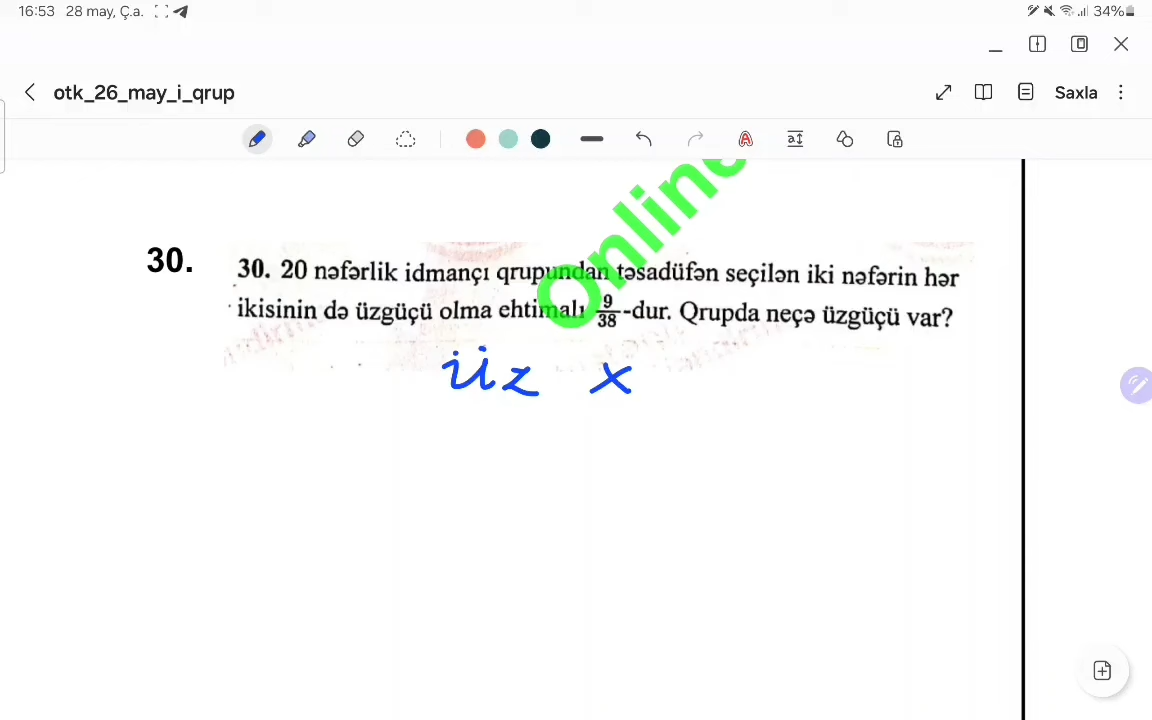 16:53 28 may, Ç.a. 34%
otk_26_may_i_qrup Saxla
Online
30. 30. 20 nəfərlik idmançı qrupundan təsadüfən seçilən iki nəfərin hər
ikisinin də üzgüçü olma ehtimalı 9/38-dur. Qrupda neçə üzgüçü var?
üz x